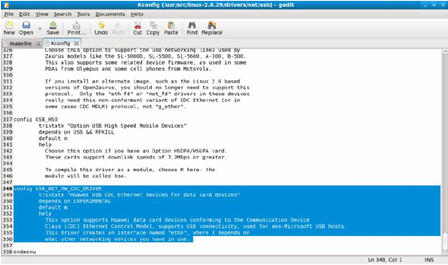 Kconfig (/usr/src/linux-2.6.29/drivers/net/usb) - gedit
File Edit View Search Tools Documents Help
New Open Save Print... Undo Redo Cut Copy Paste Find Replace
Makefile Kconfig
326 Choose this option to support the usb networking links used by
327 Zaurus models like the SL-5000D, SL-5500, SL-5600, A-300, B-500.
328 This also supports some related device firmware, as used in some
329 PDAs from Olympus and some cell phones from Motorola.
330
331 If you install an alternate image, such as the Linux 2.6 based
332 versions of OpenZaurus, you should no longer need to support this
333 protocol. Only the "eth_fd" or "net_fd" drivers in these devices
334 really need this non-conformant variant of CDC Ethernet (or in
335 some cases CDC MDLM) protocol, not "g_ether".
336
337 config USB_HSO
338 tristate "Option USB High Speed Mobile Devices"
339 depends on USB && RFKILL
340 default n
341 help
342 Choose this option if you have an Option HSDPA/HSUPA card.
343 These cards support downlink speeds of 7.2Mbps or greater.
344
345 To compile this driver as a module, choose M here: the
346 module will be called hso.
347
348 config USB_NET_HW_CDC_DRIVER
349 tristate "Huawei USB CDC Ethernet Devices for data card devices"
350 depends on EXPERIMENTAL
351 default m
352 help
353 This option supports Huawei data card devices conforming to the Communication Device
354 Class (CDC) Ethernet Control Model, supports USB connectivity, used for non-Microsoft USB hosts.
355 This driver creates an interface named "ethX", where X depends on
356 what other networking devices you have in use.
358
359 endmenu
Ln 348, Col 1 INS